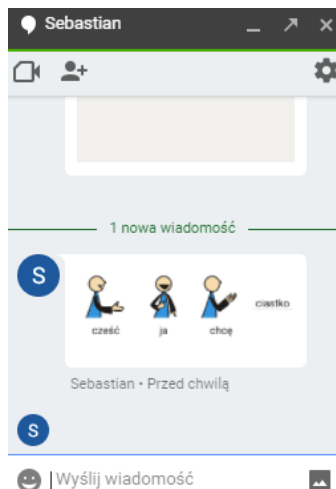 Sebastian
1 nowa wiadomość
S
cześć ja chcę ciastko
Sebastian • Przed chwilą
S
Wyślij wiadomość